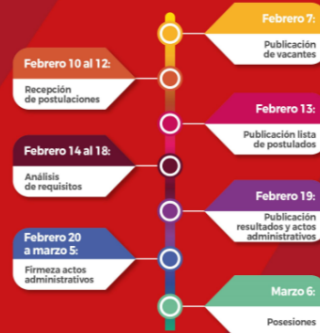 Febrero 7:
Publicación
de vacantes
Febrero 10 al 12:
Recepción
de postulaciones
Febrero 13:
Publicación lista
de postulados
Febrero 14 al 18:
Análisis
de requisitos
Febrero 19:
Publicación
resultados y actos
administrativos
Febrero 20
a marzo 5:
Firmeza actos
administrativos
Marzo 6:
Posesiones